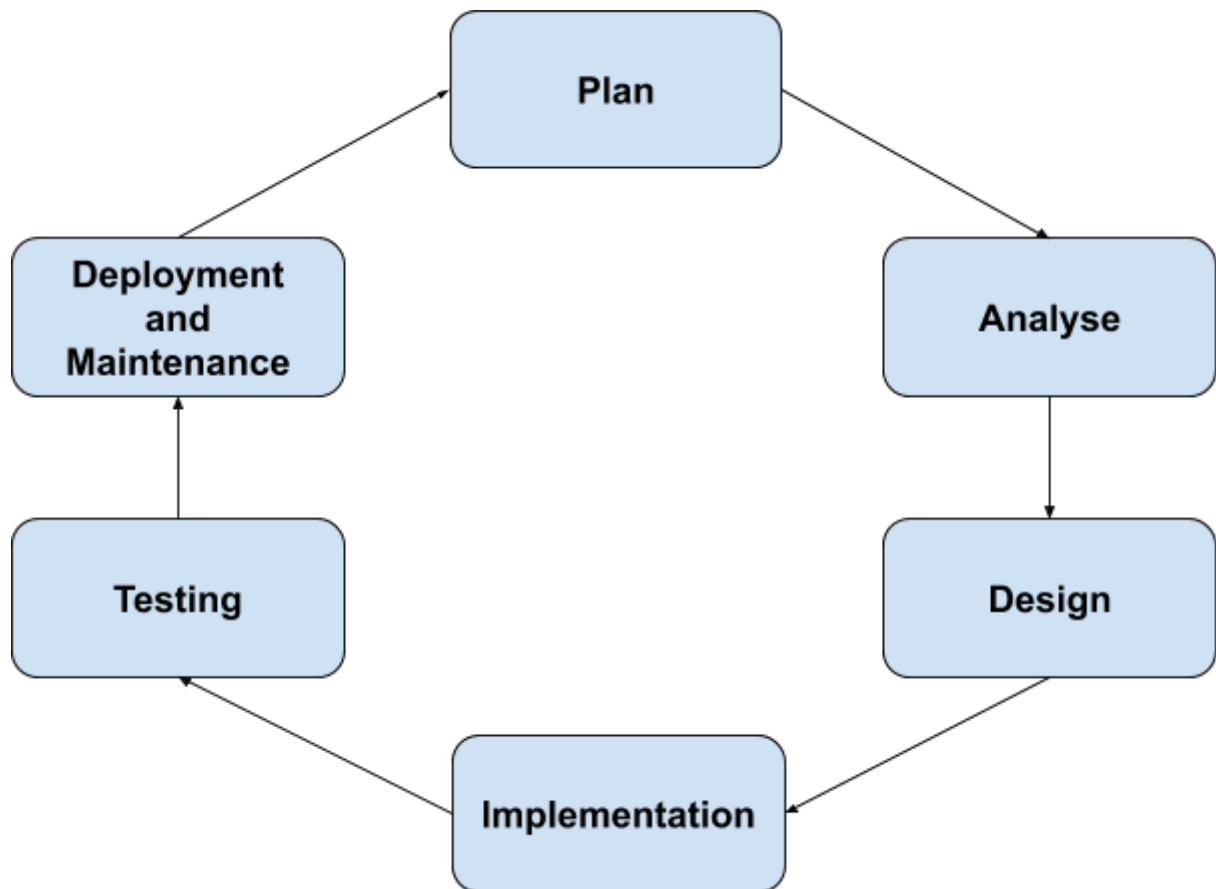 Plan
Analyse
Design
Implementation
Testing
Deployment
and
Maintenance